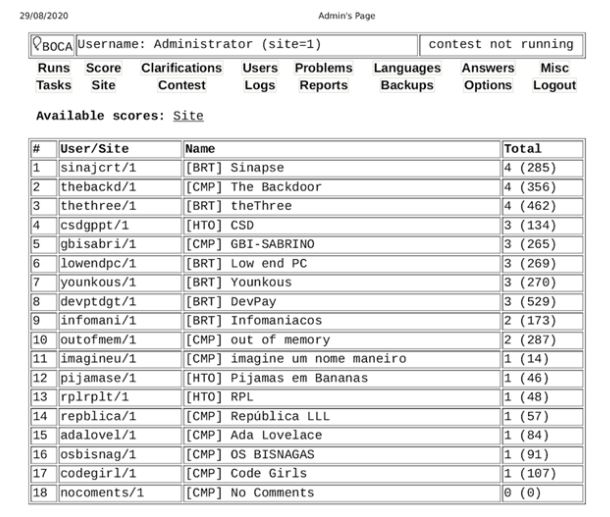 29/08/2020 Admin's Page
BOCA Username: Administrator (site=1) contest not running
Runs Score Clarifications Users Problems Languages Answers Misc
Tasks Site Contest Logs Reports Backups Options Logout
Available scores: Site
# User/Site Name Total
1 sinajcrt/1 [BRT] Sinapse 4 (285)
2 thebackd/1 [CMP] The Backdoor 4 (356)
3 thethree/1 [BRT] theThree 4 (462)
4 csdgppt/1 [HTO] CSD 3 (134)
5 gbisabri/1 [CMP] GBI-SABRINO 3 (265)
6 lowendpc/1 [BRT] Low end PC 3 (269)
7 younkous/1 [BRT] Younkous 3 (270)
8 devptdgt/1 [BRT] DevPay 3 (529)
9 infomani/1 [BRT] Infomaniacos 2 (173)
10 outofmem/1 [CMP] out of memory 2 (287)
11 imagineu/1 [CMP] imagine um nome maneiro 1 (14)
12 pijamase/1 [HTO] Pijamas em Bananas 1 (46)
13 rplrplt/1 [HTO] RPL 1 (48)
14 repblica/1 [CMP] República LLL 1 (57)
15 adalovel/1 [CMP] Ada Lovelace 1 (84)
16 osbisnag/1 [CMP] OS BISNAGAS 1 (91)
17 codegirl/1 [CMP] Code Girls 1 (107)
18 nocoments/1 [CMP] No Comments 0 (0)